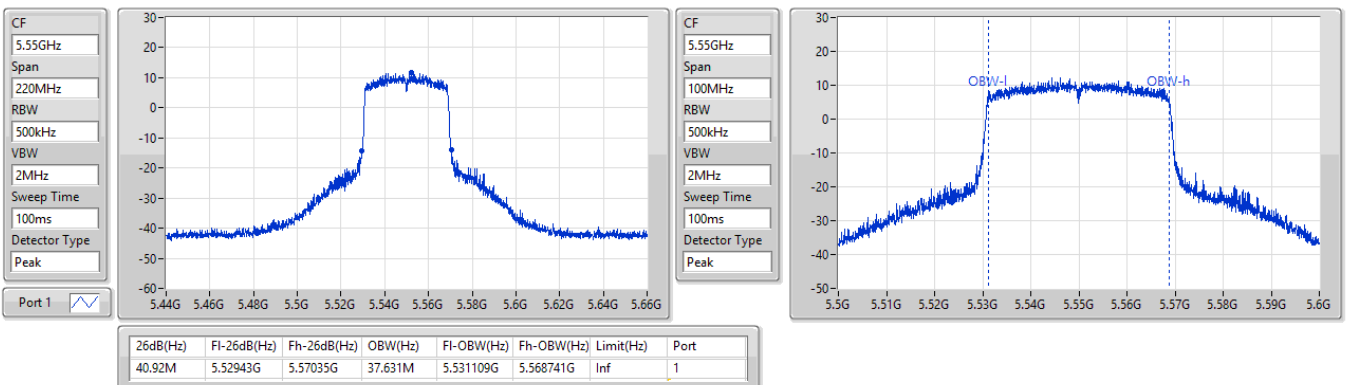 CF
5.55GHz
Span
220MHz
RBW
500kHz
VBW
2MHz
Sweep Time
100ms
Detector Type
Peak
Port 1
30
20
10
0
-10
-20
-30
-40
-50
-60
5.44G 5.46G 5.48G 5.5G 5.52G 5.54G 5.56G 5.58G 5.6G 5.62G 5.64G 5.66G
CF
5.55GHz
Span
100MHz
RBW
500kHz
VBW
2MHz
Sweep Time
100ms
Detector Type
Peak
30
20
10
0
-10
-20
-30
-40
-50
OBW-l OBW-h
5.5G 5.51G 5.52G 5.53G 5.54G 5.55G 5.56G 5.57G 5.58G 5.59G 5.6G
26dB(Hz) Fl-26dB(Hz) Fh-26dB(Hz) OBW(Hz) Fl-OBW(Hz) Fh-OBW(Hz) Limit(Hz) Port
40.92M 5.52943G 5.57035G 37.631M 5.531109G 5.568741G Inf 1